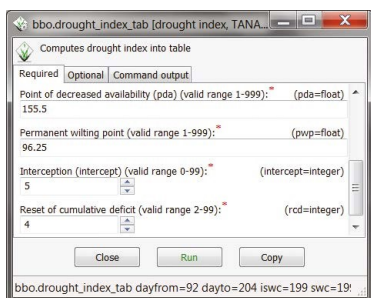 bbo.drought_index_tab [drought index, TANA...
Computes drought index into table
Required Optional Command output
Point of decreased availability (pda) (valid range 1-999):* (pda=float)
155.5
Permanent wilting point (valid range 1-999):* (pwp=float)
96.25
Interception (intercept) (valid range 0-99):* (intercept=integer)
5
Reset of cumulative deficit (valid range 2-99):* (rcd=integer)
4
Close Run Copy
bbo.drought_index_tab dayfrom=92 dayto=204 iswc=199 swc=19